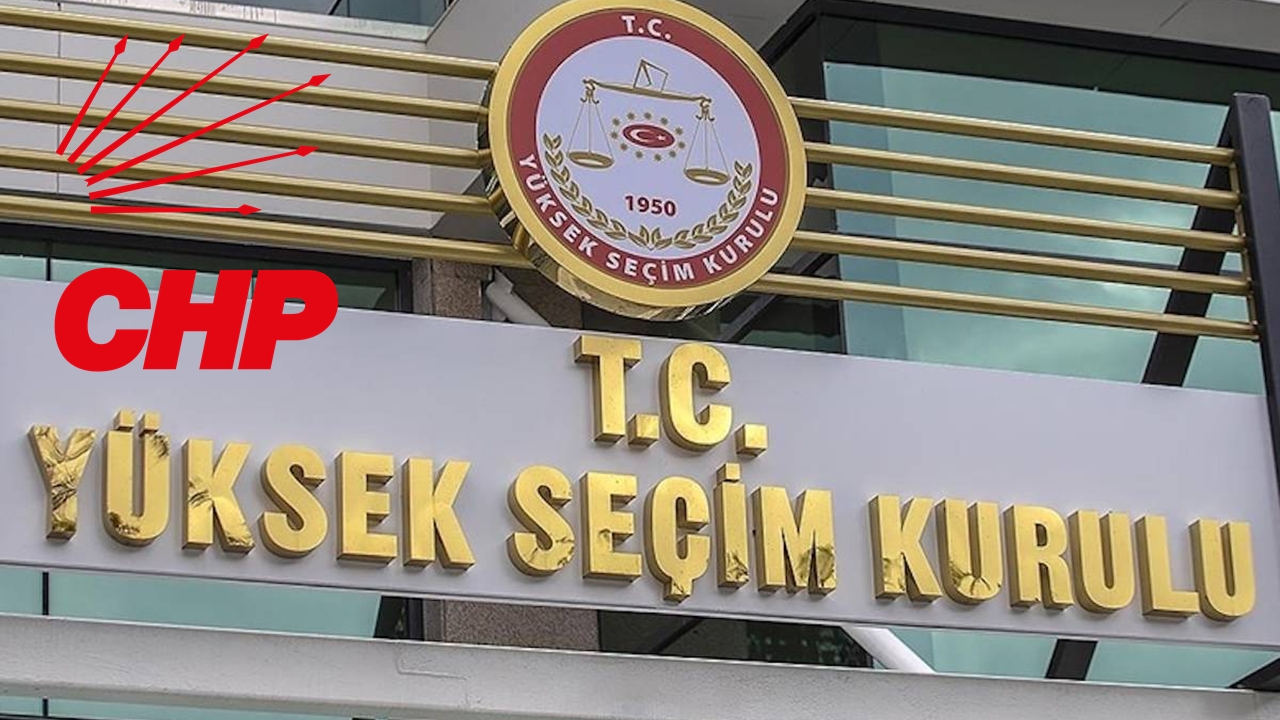 T.C.
YÜKSEK SEÇİM KURULU
1950
CHP
T.C.
YÜKSEK SEÇİM KURULU